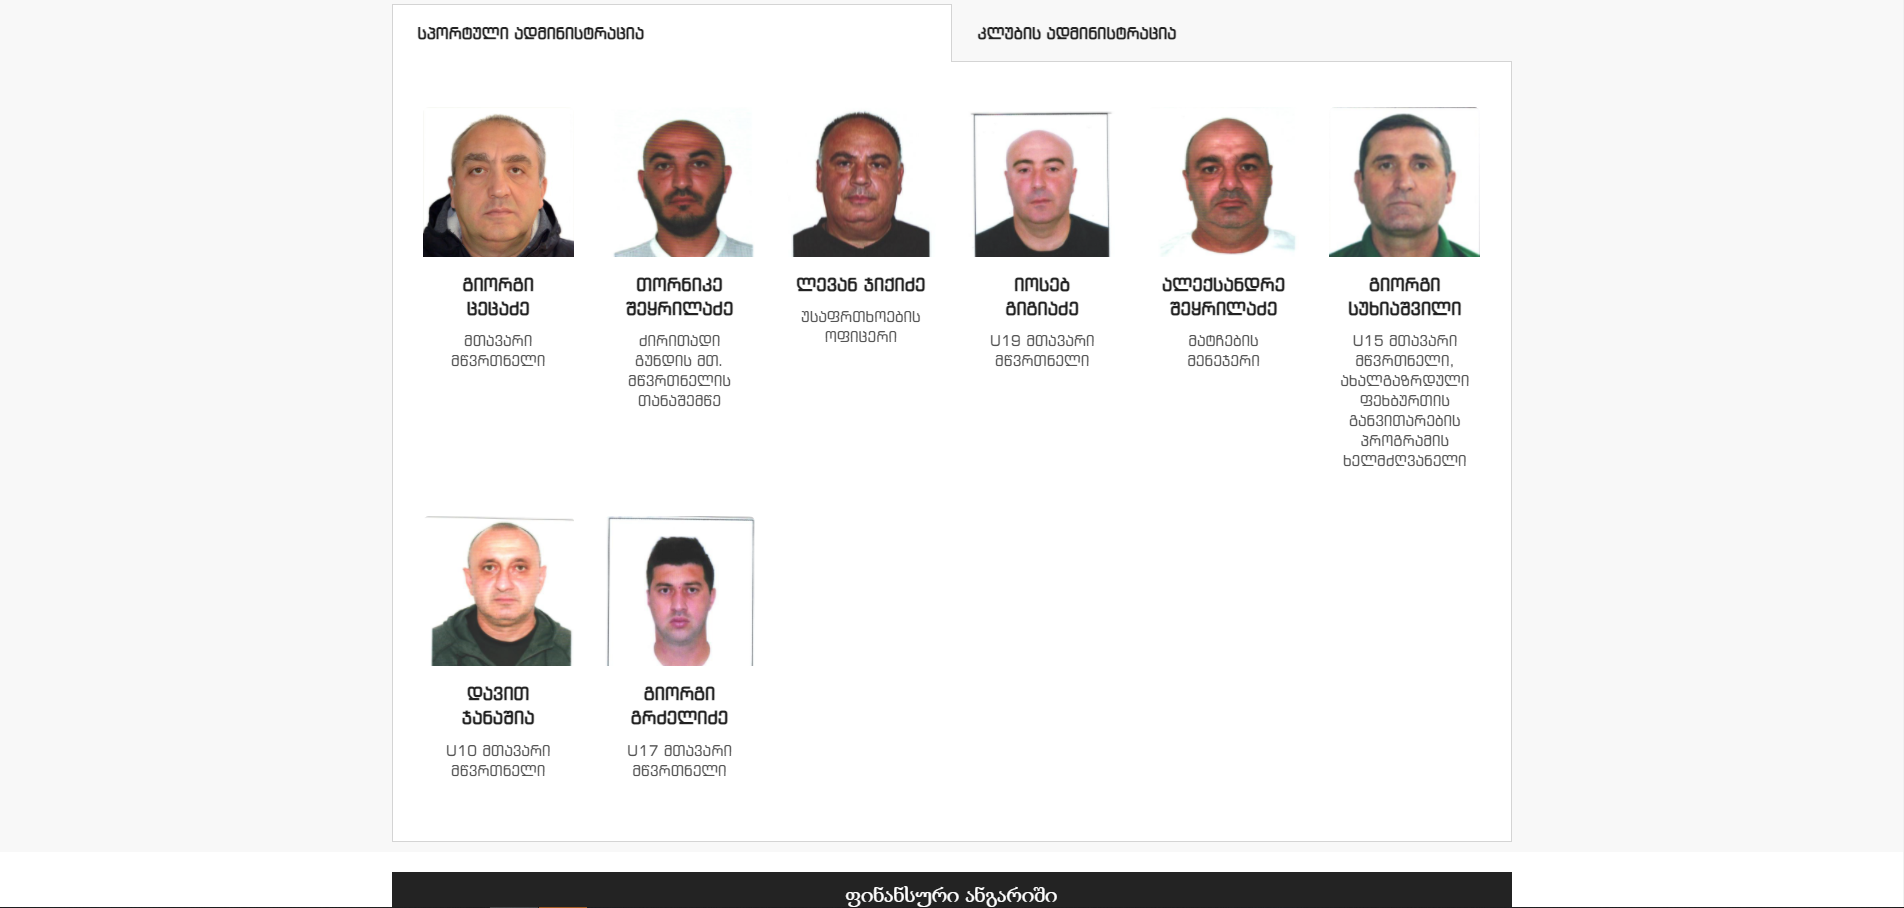 სპორტული ადმინისტრაცია
კლუბის ადმინისტრაცია
გიორგი
ცეცაძე
მთავარი
მწვრთნელი
თორნიკე
შეყრილაძე
ძირითადი
გუნდის მთ.
მწვრთნელის
თანაშემწე
ლევან ჯიქიძე
უსაფრთხოების
ოფიცერი
იოსებ
გიგიაძე
U19 მთავარი
მწვრთნელი
ალექსანდრე
შეყრილაძე
მატჩების
მენეჯერი
გიორგი
სუხიაშვილი
U15 მთავარი
მწვრთნელი,
ახალგაზრდული
ფეხბურთის
განვითარების
პროგრამის
ხელმძღვანელი
დავით
ჯანაშია
U10 მთავარი
მწვრთნელი
გიორგი
გრძელიძე
U17 მთავარი
მწვრთნელი
ფინანსური ანგარიში